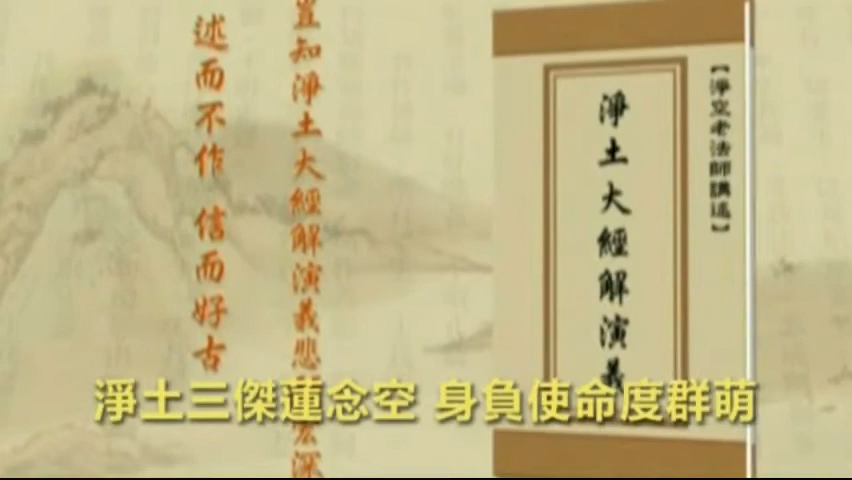 【淨空老法師講述】
淨土大經解演義
豈知淨土大經解演義悲
宏深
述而不作 信而好古
淨土三傑蓮念空 身負使命度群萌